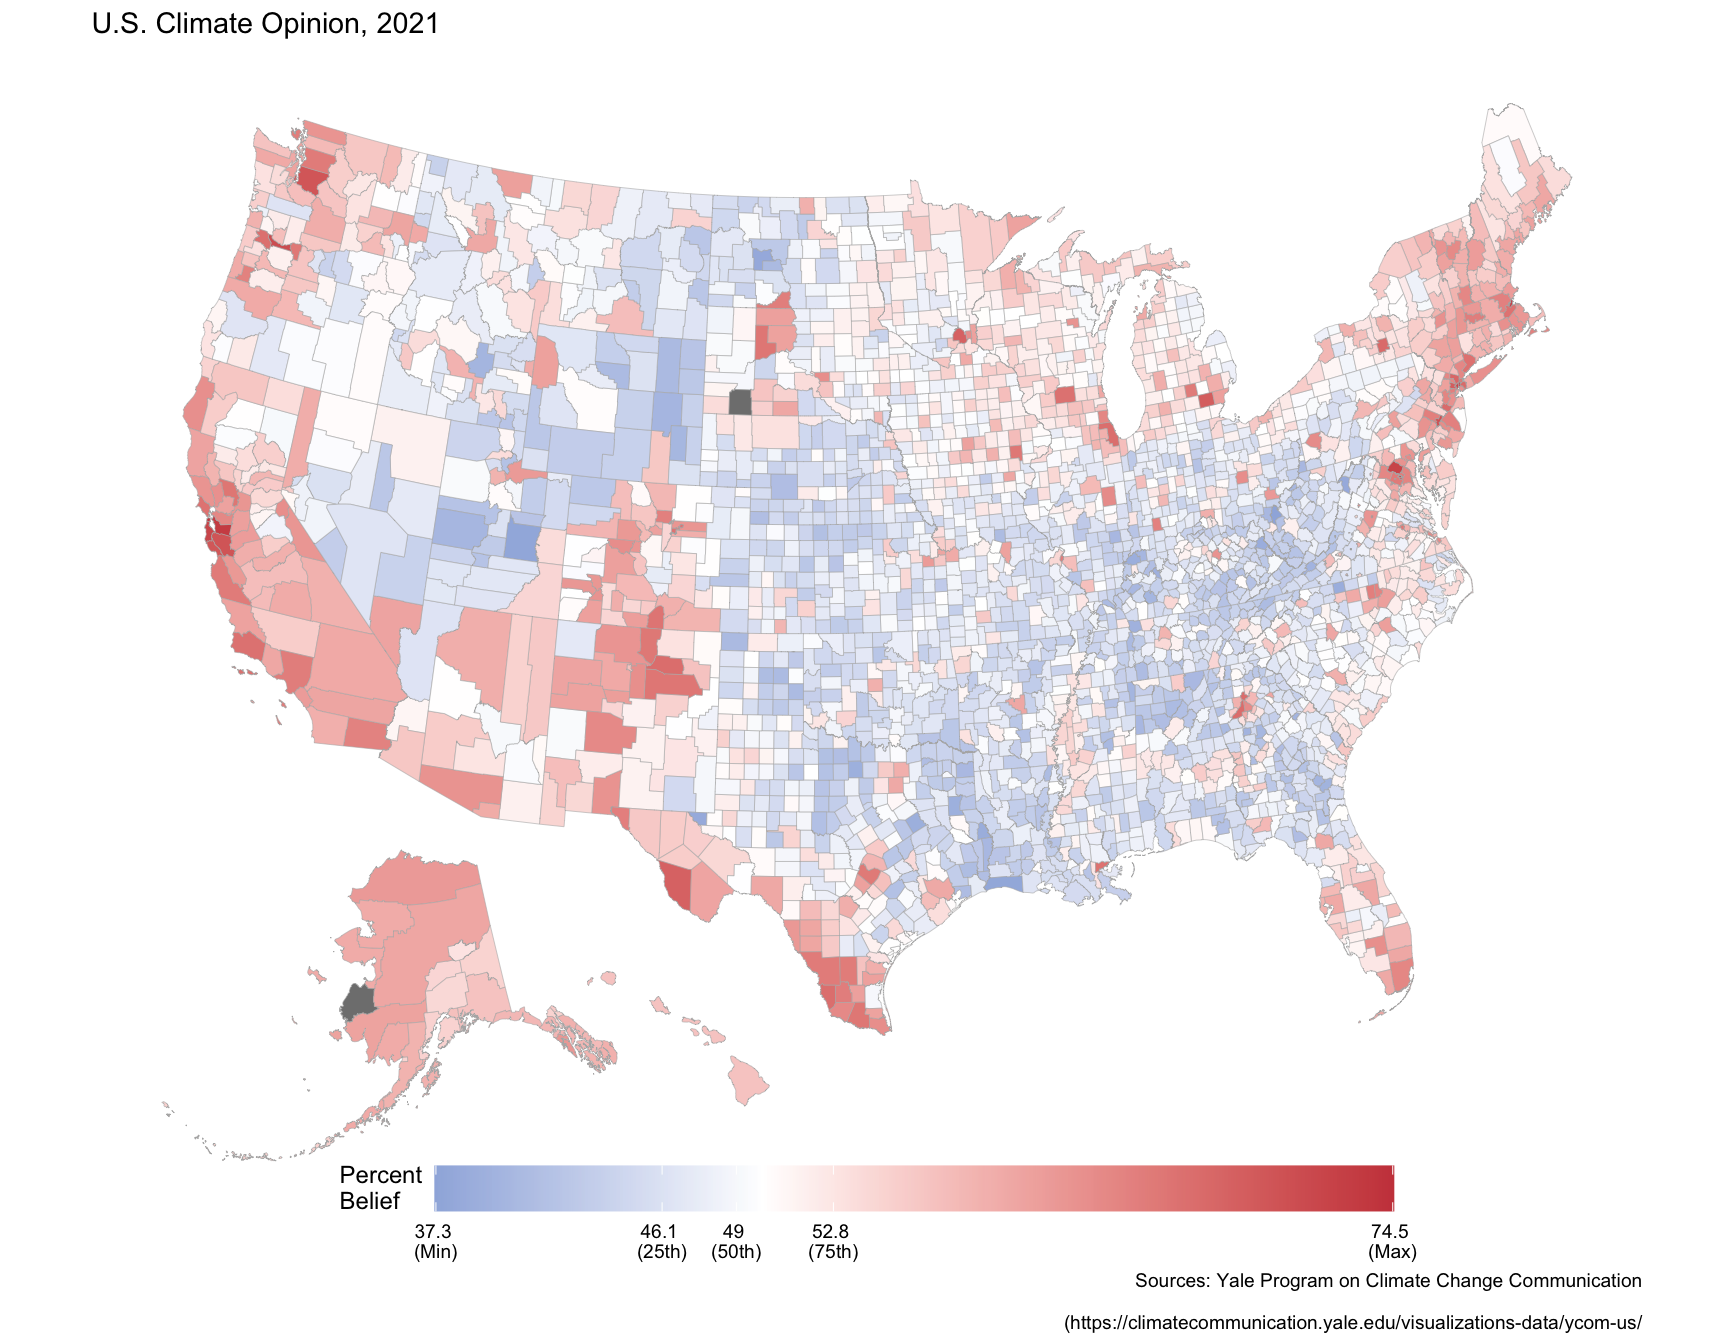 U.S. Climate Opinion, 2021
Percent
Belief
37.3 46.1 49 52.8 74.5
(Min) (25th) (50th) (75th) (Max)
Sources: Yale Program on Climate Change Communication
(https://climatecommunication.yale.edu/visualizations-data/ycom-us/